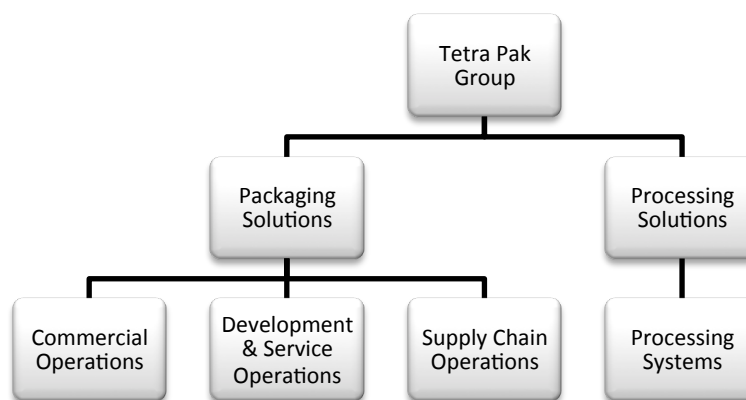 Tetra Pak
Group
Packaging
Solutions
Processing
Solutions
Commercial
Operations
Development
& Service
Operations
Supply Chain
Operations
Processing
Systems